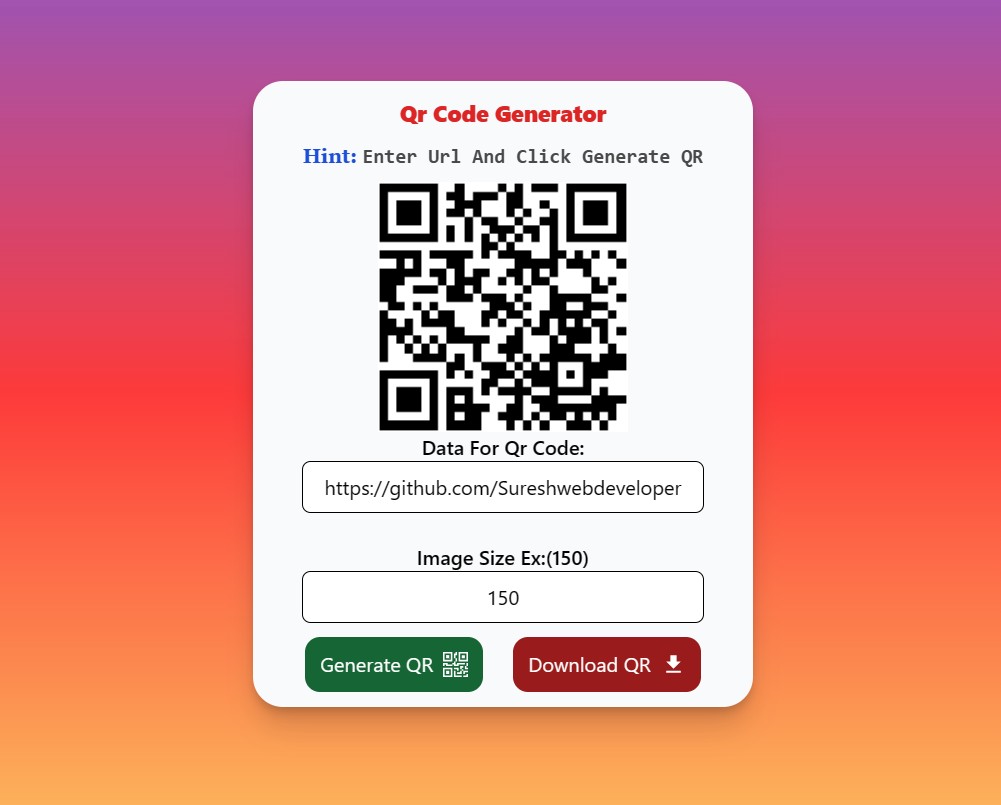 Qr Code Generator
Hint: Enter Url And Click Generate QR
Data For Qr Code:
https://github.com/Sureshwebdeveloper
Image Size Ex:(150)
150
Generate QR
Download QR